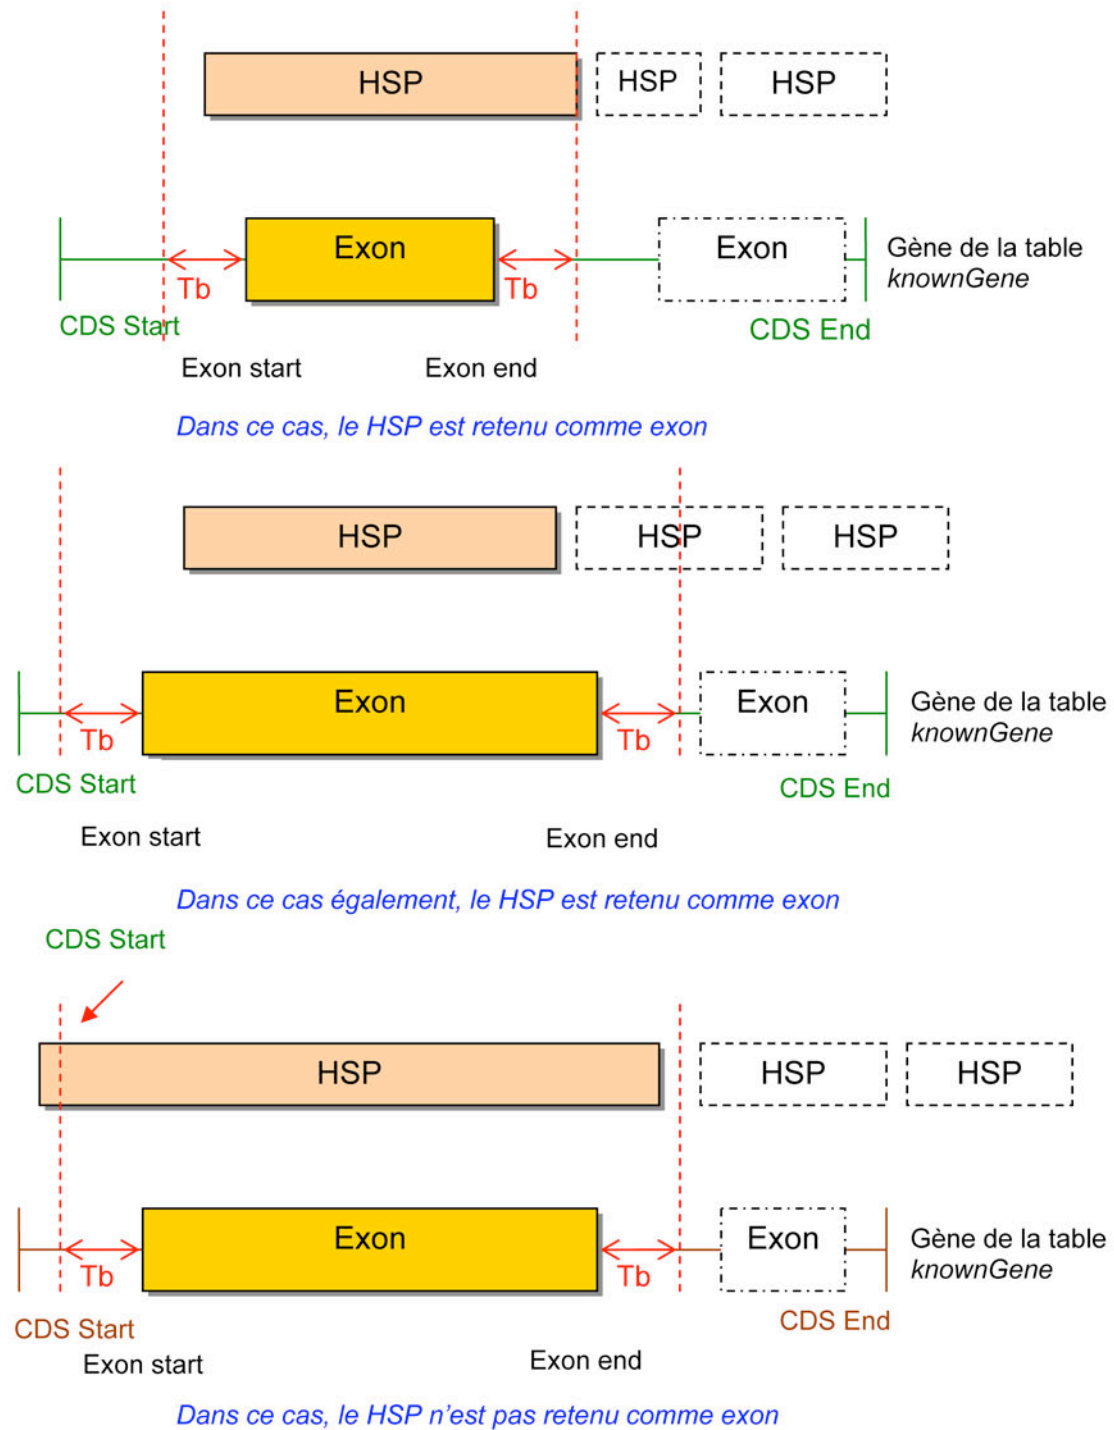 HSP
HSP
HSP
Exon
Exon
Gène de la table
knownGene
Tb
Tb
CDS Start
CDS End
Exon start
Exon end
Dans ce cas, le HSP est retenu comme exon
HSP
HSP
HSP
Exon
Exon
Gène de la table
knownGene
Tb
Tb
CDS Start
CDS End
Exon start
Exon end
Dans ce cas également, le HSP est retenu comme exon
CDS Start
HSP
HSP
HSP
Exon
Exon
Gène de la table
knownGene
Tb
Tb
CDS Start
CDS End
Exon start
Exon end
Dans ce cas, le HSP n'est pas retenu comme exon